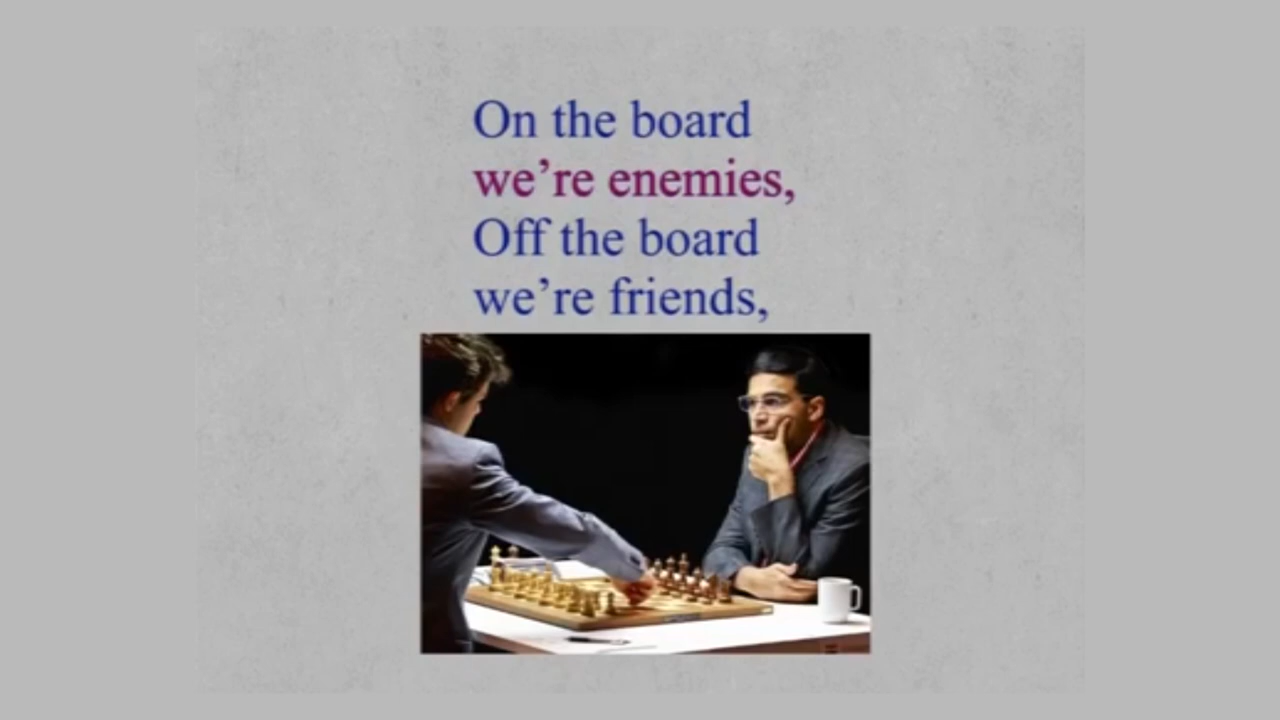 On the board
we’re enemies,
Off the board
we’re friends,